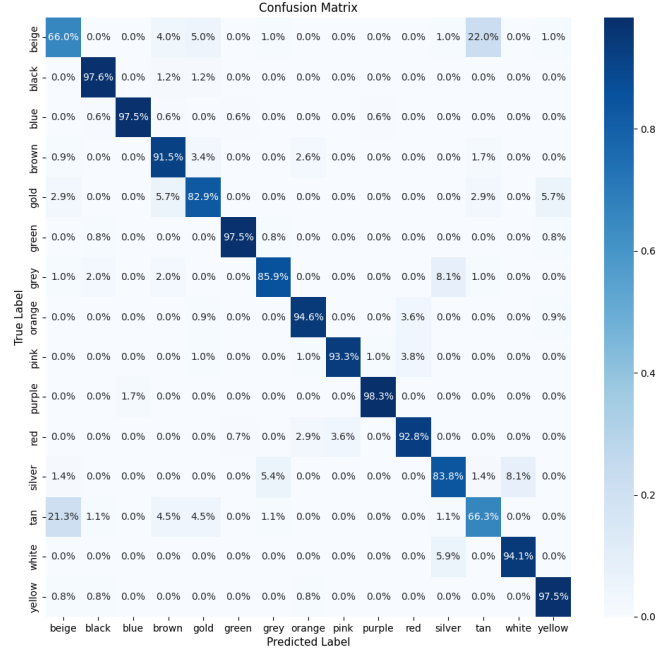 Confusion Matrix
beige 66.0% 0.0% 0.0% 4.0% 5.0% 0.0% 1.0% 0.0% 0.0% 0.0% 0.0% 1.0% 22.0% 0.0% 1.0%
black 0.0% 97.6% 0.0% 1.2% 1.2% 0.0% 0.0% 0.0% 0.0% 0.0% 0.0% 0.0% 0.0% 0.0% 0.0%
blue 0.0% 0.6% 97.5% 0.6% 0.0% 0.6% 0.0% 0.0% 0.0% 0.6% 0.0% 0.0% 0.0% 0.0% 0.0%
brown 0.9% 0.0% 0.0% 91.5% 3.4% 0.0% 0.0% 2.6% 0.0% 0.0% 0.0% 0.0% 1.7% 0.0% 0.0%
gold 2.9% 0.0% 0.0% 5.7% 82.9% 0.0% 0.0% 0.0% 0.0% 0.0% 0.0% 0.0% 2.9% 0.0% 5.7%
green 0.0% 0.8% 0.0% 0.0% 0.0% 97.5% 0.8% 0.0% 0.0% 0.0% 0.0% 0.0% 0.0% 0.0% 0.8%
grey 1.0% 2.0% 0.0% 2.0% 0.0% 0.0% 85.9% 0.0% 0.0% 0.0% 0.0% 8.1% 1.0% 0.0% 0.0%
orange 0.0% 0.0% 0.0% 0.0% 0.9% 0.0% 0.0% 94.6% 0.0% 0.0% 3.6% 0.0% 0.0% 0.0% 0.9%
pink 0.0% 0.0% 0.0% 0.0% 1.0% 0.0% 0.0% 1.0% 93.3% 1.0% 3.8% 0.0% 0.0% 0.0% 0.0%
purple 0.0% 0.0% 1.7% 0.0% 0.0% 0.0% 0.0% 0.0% 0.0% 98.3% 0.0% 0.0% 0.0% 0.0% 0.0%
red 0.0% 0.0% 0.0% 0.0% 0.0% 0.7% 0.0% 2.9% 3.6% 0.0% 92.8% 0.0% 0.0% 0.0% 0.0%
silver 1.4% 0.0% 0.0% 0.0% 0.0% 0.0% 5.4% 0.0% 0.0% 0.0% 0.0% 83.8% 1.4% 8.1% 0.0%
tan 21.3% 1.1% 0.0% 4.5% 4.5% 0.0% 1.1% 0.0% 0.0% 0.0% 0.0% 1.1% 66.3% 0.0% 0.0%
white 0.0% 0.0% 0.0% 0.0% 0.0% 0.0% 0.0% 0.0% 0.0% 0.0% 0.0% 5.9% 0.0% 94.1% 0.0%
yellow 0.8% 0.8% 0.0% 0.0% 0.0% 0.0% 0.0% 0.8% 0.0% 0.0% 0.0% 0.0% 0.0% 0.0% 97.5%
beige black blue brown gold green grey orange pink purple red silver tan white yellow
Predicted Label
True Label
0.8
0.6
0.4
0.2
0.0